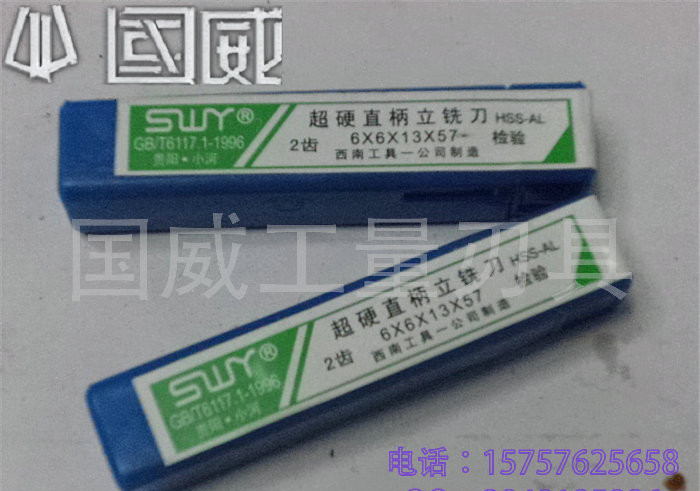 國威
SWY®
GB/T6117.1-1996
贵阳·小河
超硬直柄立铣刀 HSS-AL
2齿 6X6X13X57 检验
西南工具一公司制造
国威工量刃具
SWY®
GB/T6117.1-1996
贵阳·小河
超硬直柄立铣刀 HSS-AL
2齿 6X6X13X57 检验
西南工具一公司制造
电话：15757625658